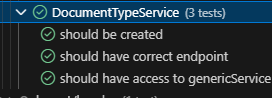 DocumentTypeService (3 tests)
should be created
should have correct endpoint
should have access to genericService